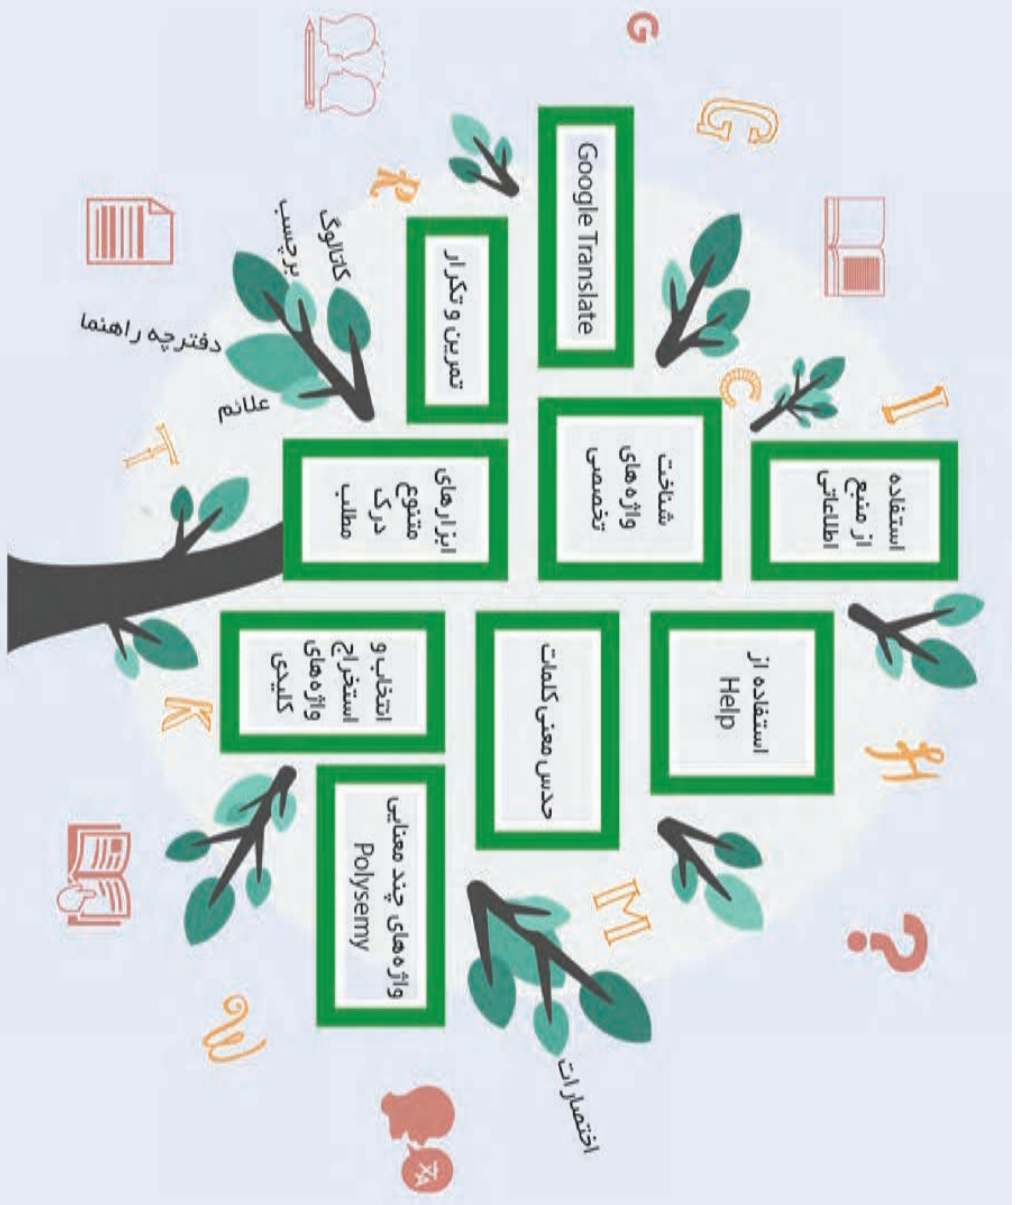 استفاده
از منبع
اطلاعاتی
استفاده از
Help
شناخت
واژه‌های
تخصصی
Google Translate
حدس معنی کلمات
تمرین و تکرار
ابزارهای
متنوع
درک
مطلب
انتخاب و
استخراج
واژه‌های
کلیدی
واژه‌های چند معنایی
Polysemy
اختصارات
کاتالوگ
برچسب
دفترچه راهنما
علائم
G
G
I
C
H
R
T
K
M
W
?
文A